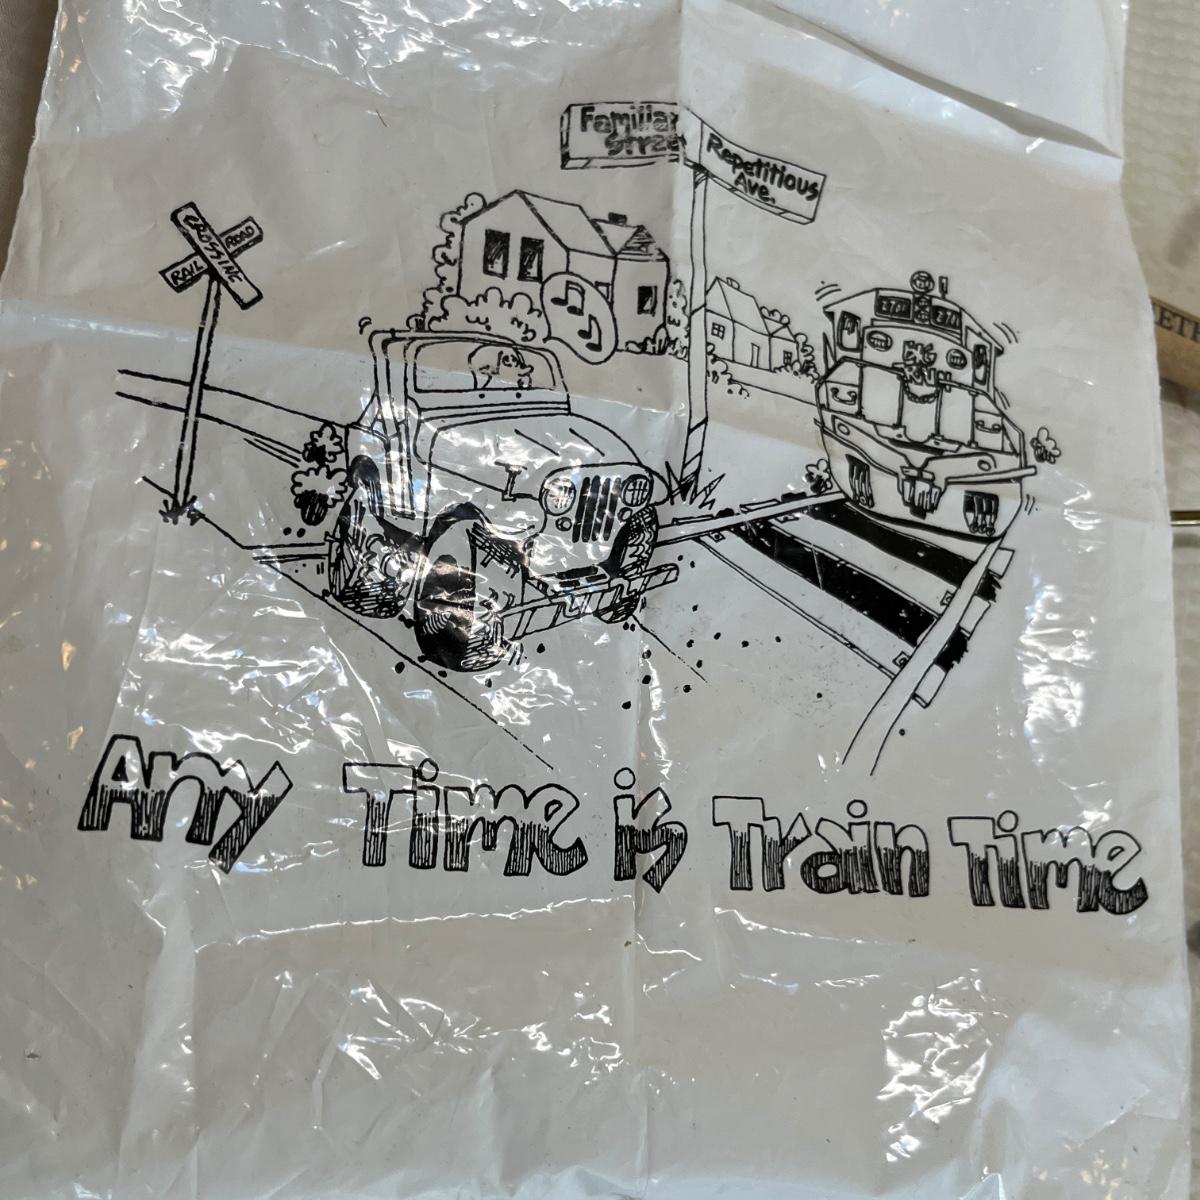 Familiar
Street
Repetitious
Ave.
CROSSING
RAIL ROAD
Any Time is Train Time